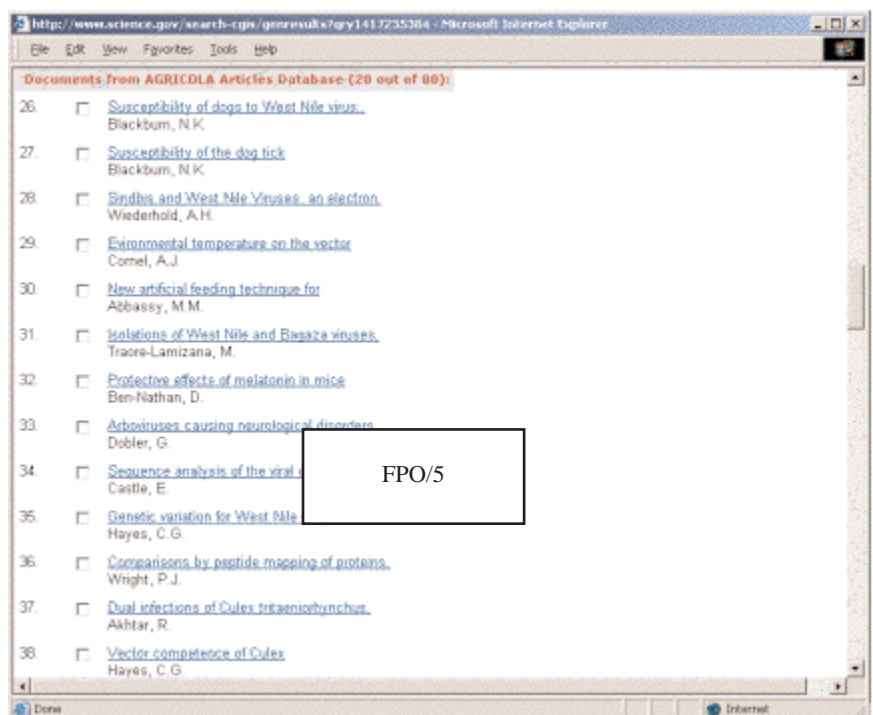 http://www.science.gov/search-cgis/genresults?qry1417235384 - Microsoft Internet Explorer
File Edit View Favorites Tools Help
Documents from AGRICOLA Articles Database (20 out of 80):
26. Susceptibility of dogs to West Nile virus..
Blackburn, N.K.
27. Susceptibility of the dog tick
Blackburn, N.K.
28. Sindbis and West Nile Viruses, an electron.
Wiederhold, A.H.
29. Evironmental temperature on the vector
Cornel, A.J.
30. New artificial feeding technique for
Abbassy, M.M.
31. Isolations of West Nile and Bagaza viruses.
Traore-Lamizana, M.
32. Protective effects of melatonin in mice
Ben-Nathan, D.
33. Arboviruses causing neurological disorders
Dobler, G.
34. Sequence analysis of the viral
Castle, E.
FPO/5
35. Genetic variation for West Nile
Hayes, C.G.
36. Comparisons by peptide mapping of proteins.
Wright, P.J.
37. Dual infections of Culex tritaeniorhynchus.
Akhtar, R.
38. Vector competence of Culex
Hayes, C.G.
Done Internet